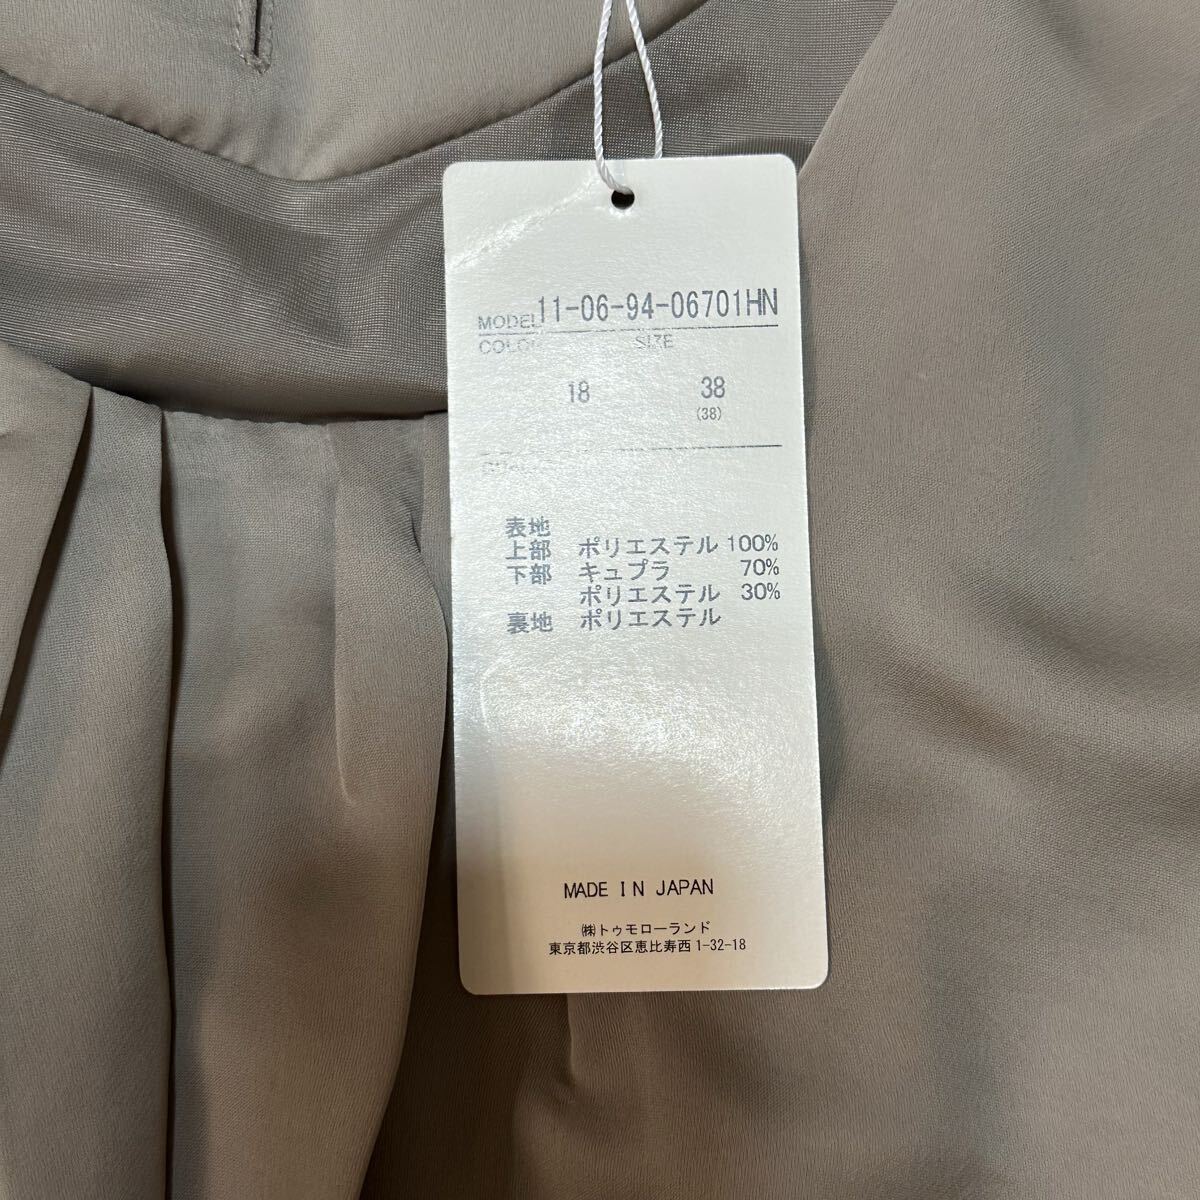 MODEL 11-06-94-06701HN
SIZE
18 38
(38)
表地
上部 ポリエステル 100%
下部 キュプラ 70%
ポリエステル 30%
裏地 ポリエステル
MADE IN JAPAN
㈱トゥモローランド
東京都渋谷区恵比寿西1-32-18